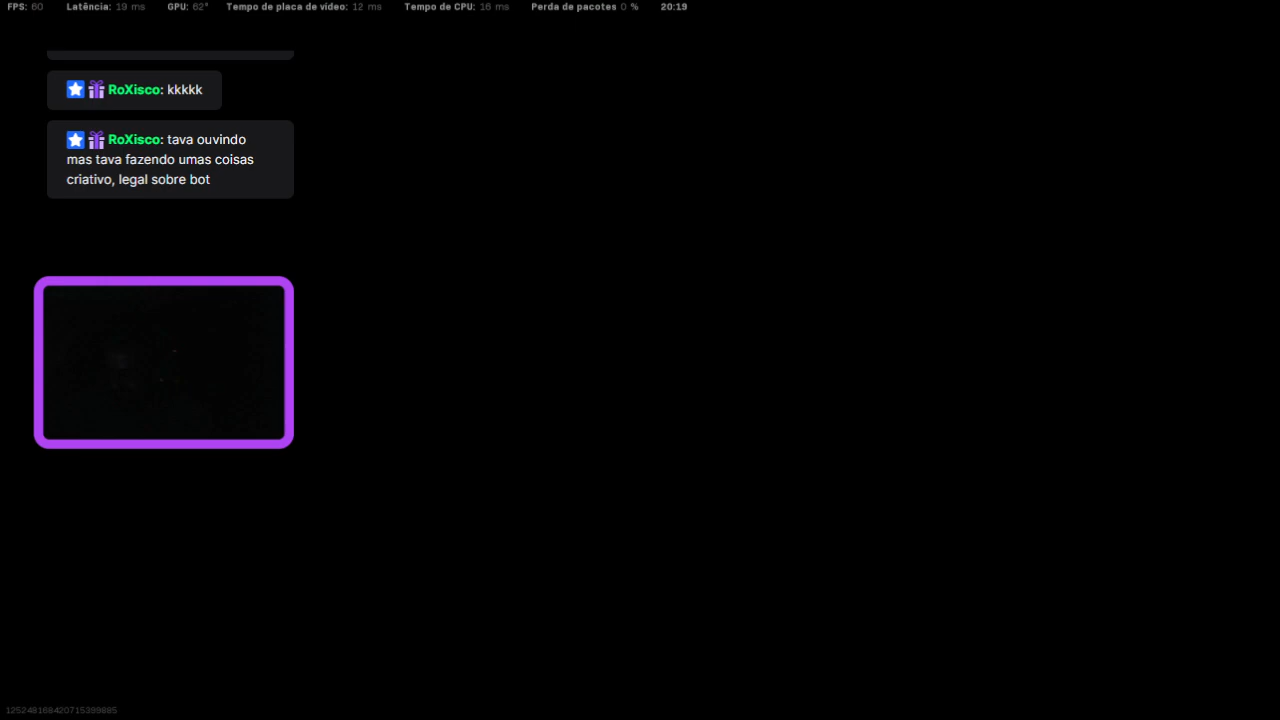 FPS: 60 Latência: 19 ms GPU: 62° Tempo de placa de vídeo: 12 ms Tempo de CPU: 16 ms Perda de pacotes 0 % 20:19
RoXisco: kkkkk
RoXisco: tava ouvindo
mas tava fazendo umas coisas
criativo, legal sobre bot